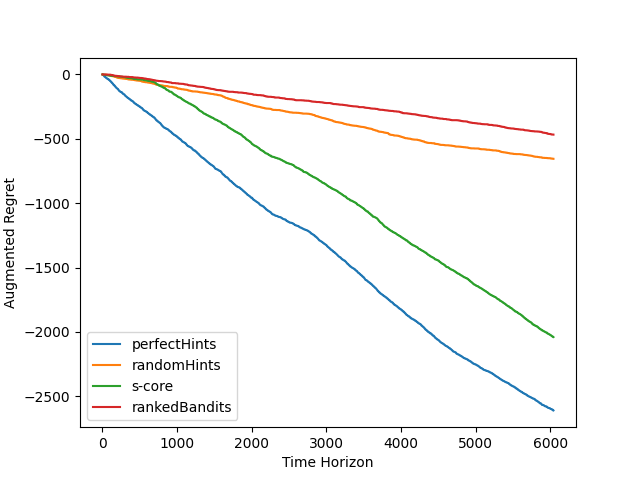 0
−500
−1000
−1500
−2000
−2500
Augmented Regret
perfectHints
randomHints
s-core
rankedBandits
0 1000 2000 3000 4000 5000 6000
Time Horizon